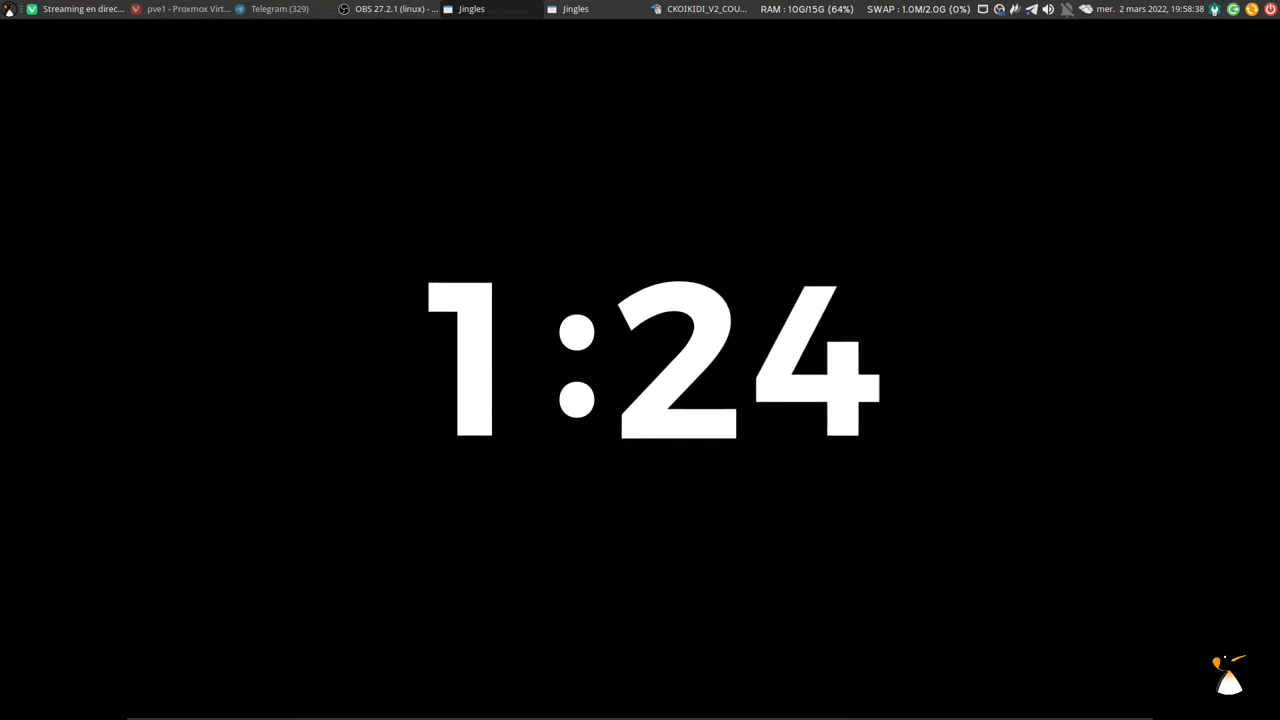 Streaming en direc... pve1 - Proxmox Virt... Telegram (329) OBS 27.2.1 (linux) - ... Jingles Jingles CKOIKIDI_V2_COU... RAM : 10G/15G (64%) SWAP : 1.0M/2.0G (0%) mer. 2 mars 2022, 19:58:38
1:24